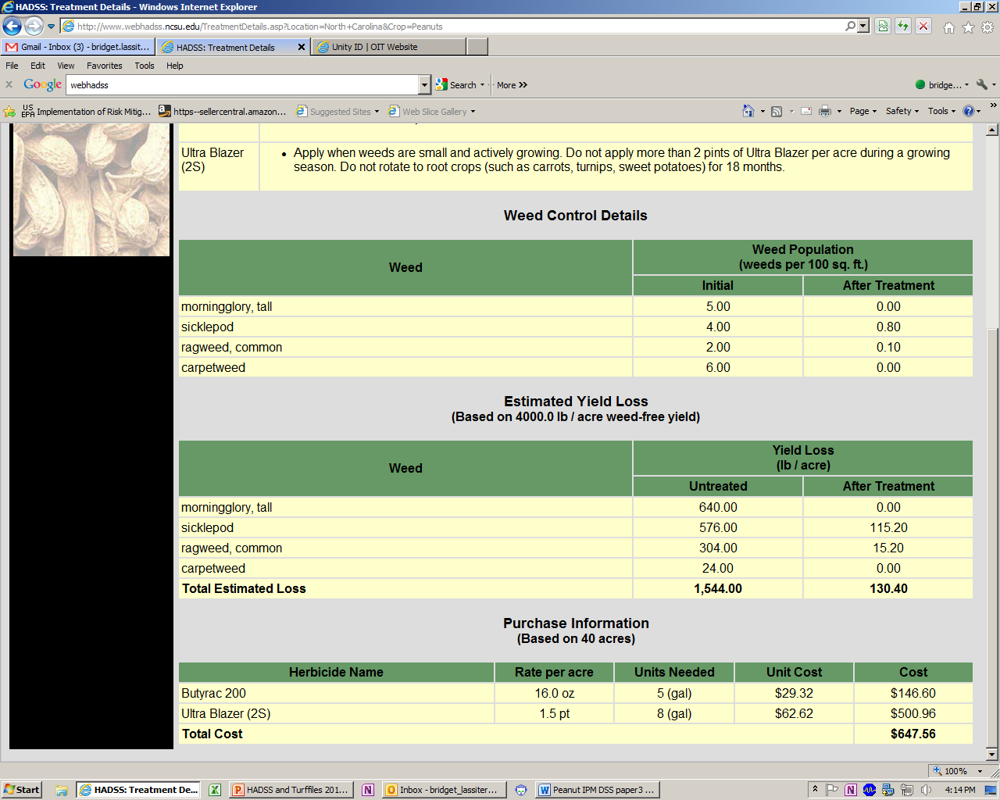 HADSS: Treatment Details - Windows Internet Explorer
http://www.webhadss.ncsu.edu/TreatmentDetails.asp?Location=North+Carolina&Crop=Peanuts
Gmail - Inbox (3) - bridget.lassit... HADSS: Treatment Details Unity ID | OIT Website
File Edit View Favorites Tools Help
x Google webhadss Search More >> bridge...
US EPA Implementation of Risk Mitig... https--sellercentral.amazon... Suggested Sites Web Slice Gallery Page Safety Tools
Ultra Blazer (2S)
• Apply when weeds are small and actively growing. Do not apply more than 2 pints of Ultra Blazer per acre during a growing
season. Do not rotate to root crops (such as carrots, turnips, sweet potatoes) for 18 months.
Weed Control Details
Weed Weed Population
(weeds per 100 sq. ft.)
Initial After Treatment
morningglory, tall 5.00 0.00
sicklepod 4.00 0.80
ragweed, common 2.00 0.10
carpetweed 6.00 0.00
Estimated Yield Loss
(Based on 4000.0 lb / acre weed-free yield)
Weed Yield Loss
(lb / acre)
Untreated After Treatment
morningglory, tall 640.00 0.00
sicklepod 576.00 115.20
ragweed, common 304.00 15.20
carpetweed 24.00 0.00
Total Estimated Loss 1,544.00 130.40
Purchase Information
(Based on 40 acres)
Herbicide Name Rate per acre Units Needed Unit Cost Cost
Butyrac 200 16.0 oz 5 (gal) $29.32 $146.60
Ultra Blazer (2S) 1.5 pt 8 (gal) $62.62 $500.96
Total Cost $647.56
100%
Start HADSS: Treatment De... HADSS and Turffiles 201... Inbox - bridget_lassiter... Peanut IPM DSS paper3 ... 4:14 PM